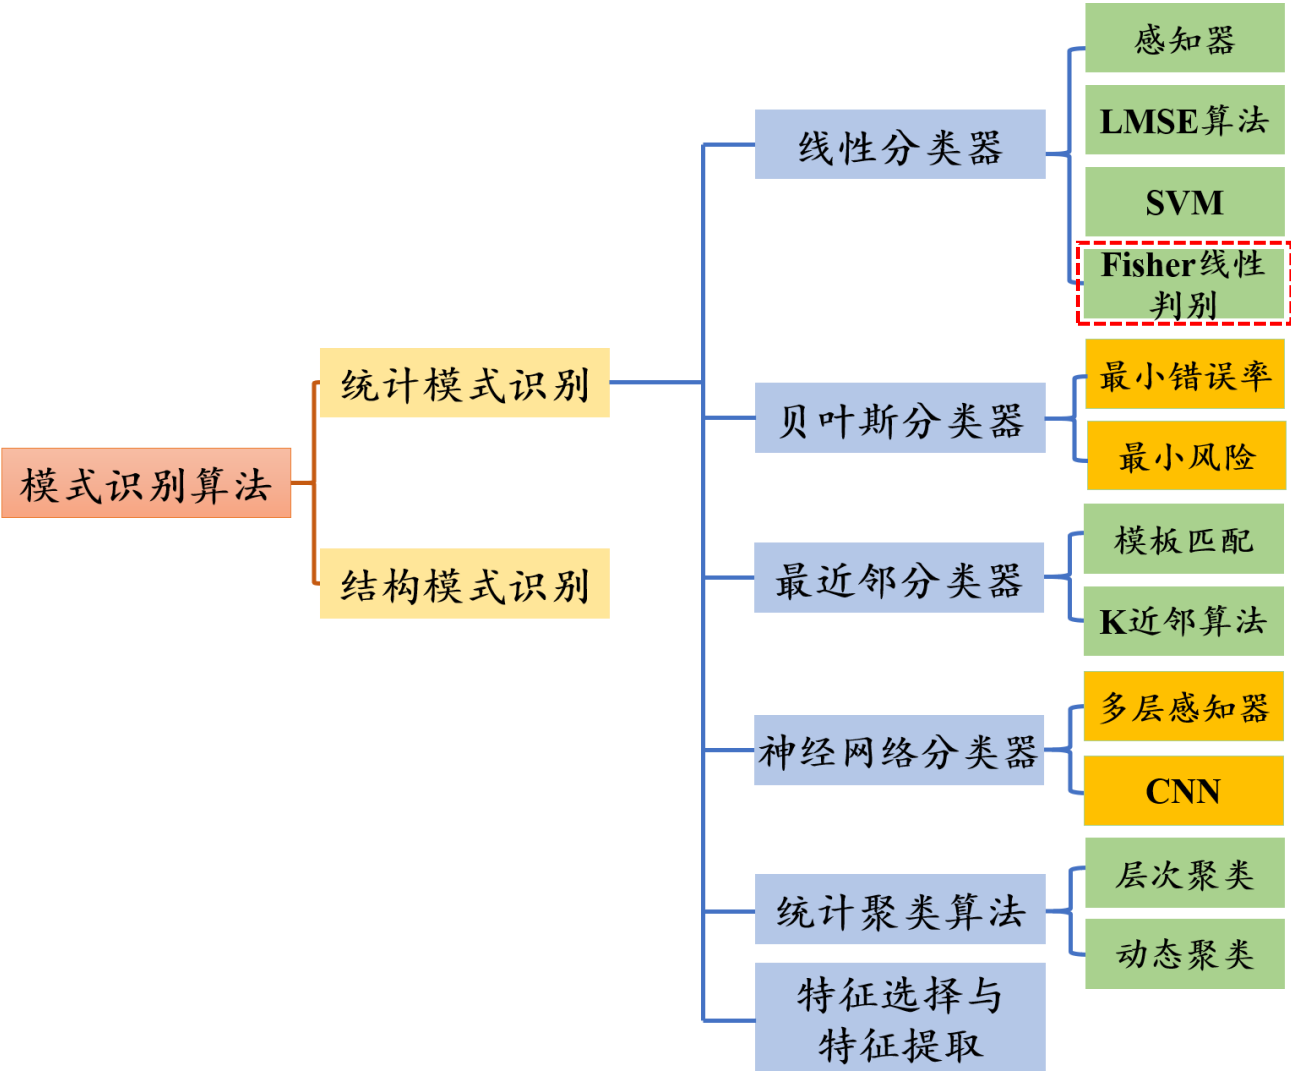 模式识别算法
统计模式识别
结构模式识别
线性分类器
感知器
LMSE算法
SVM
Fisher线性
判别
贝叶斯分类器
最小错误率
最小风险
最近邻分类器
模板匹配
K近邻算法
神经网络分类器
多层感知器
CNN
统计聚类算法
层次聚类
动态聚类
特征选择与
特征提取